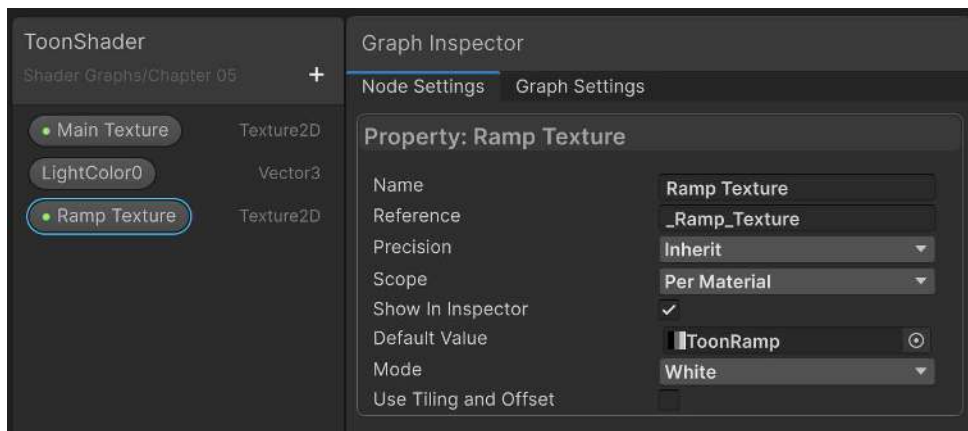 ToonShader
Shader Graphs/Chapter 05
+
Main Texture Texture2D
LightColor0 Vector3
Ramp Texture Texture2D
Graph Inspector
Node Settings Graph Settings
Property: Ramp Texture
Name Ramp Texture
Reference _Ramp_Texture
Precision Inherit
Scope Per Material
Show In Inspector
Default Value ToonRamp
Mode White
Use Tiling and Offset